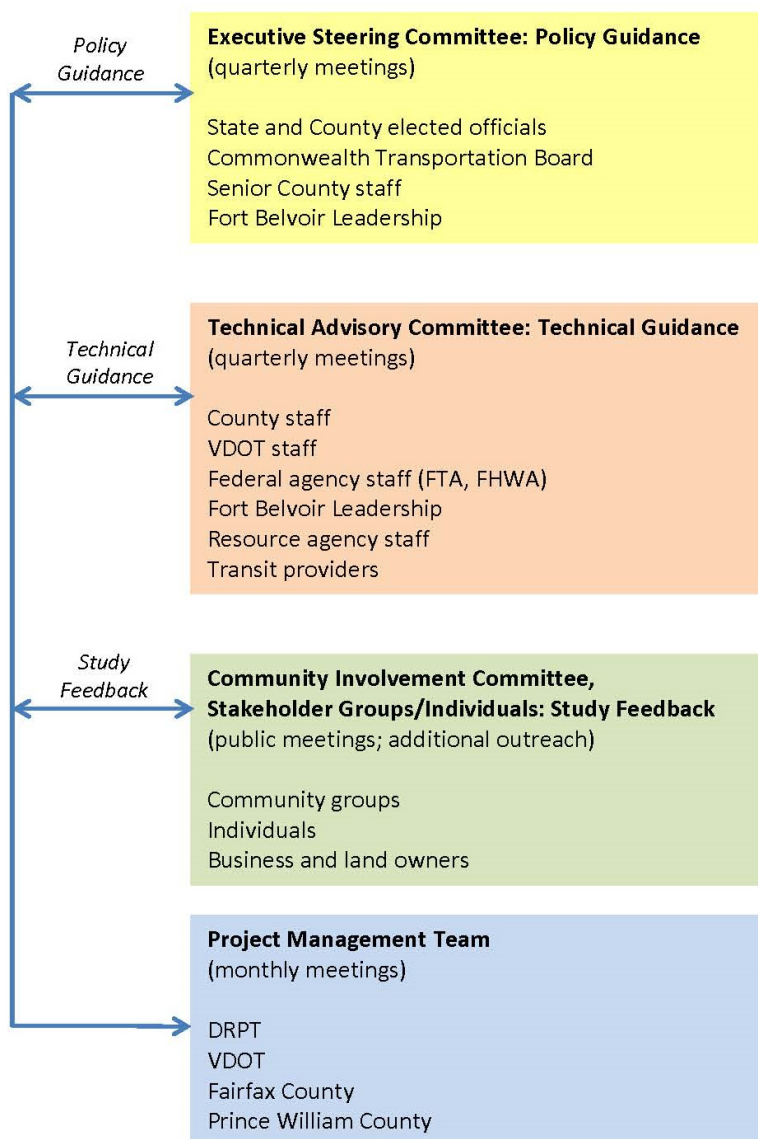 Policy
Guidance
Executive Steering Committee: Policy Guidance
(quarterly meetings)
State and County elected officials
Commonwealth Transportation Board
Senior County staff
Fort Belvoir Leadership
Technical
Guidance
Technical Advisory Committee: Technical Guidance
(quarterly meetings)
County staff
VDOT staff
Federal agency staff (FTA, FHWA)
Fort Belvoir Leadership
Resource agency staff
Transit providers
Study
Feedback
Community Involvement Committee,
Stakeholder Groups/Individuals: Study Feedback
(public meetings; additional outreach)
Community groups
Individuals
Business and land owners
Project Management Team
(monthly meetings)
DRPT
VDOT
Fairfax County
Prince William County